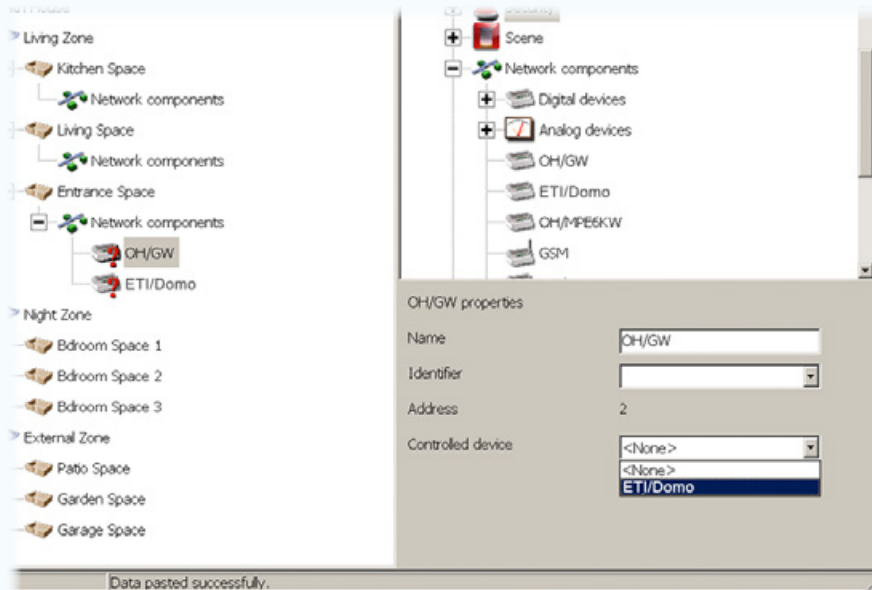 Living Zone
Kitchen Space
Network components
Living Space
Network components
Entrance Space
Network components
OH/GW
ETI/Domo
Night Zone
Bdroom Space 1
Bdroom Space 2
Bdroom Space 3
External Zone
Patio Space
Garden Space
Garage Space
Security
Scene
Network components
Digital devices
Analog devices
OH/GW
ETI/Domo
OH/MPE6KW
GSM
OH/GW properties
Name OH/GW
Identifier
Address 2
Controled device <None>
<None>
ETI/Domo
Data pasted successfully.